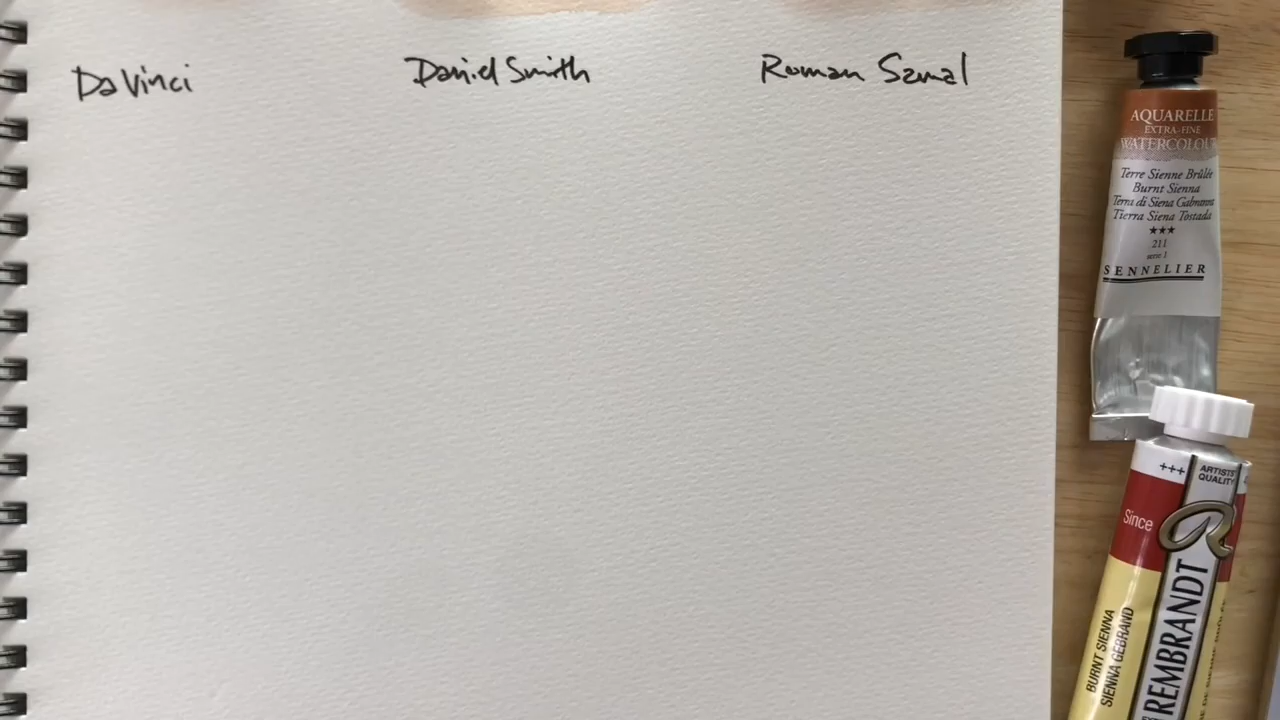 Da Vinci
Daniel Smith
Roman Szmal
AQUARELLE
EXTRA-FINE
WATERCOLOUR
Terre Sienne Brûlée
Burnt Sienna
Terra di Siena
Tierra Siena Tostada
★★★
211
serie 1
SENNELIER
+++
ARTISTS'
QUALITY
Since
R
REMBRANDT
BURNT SIENNA
SIENNA GEBRAND